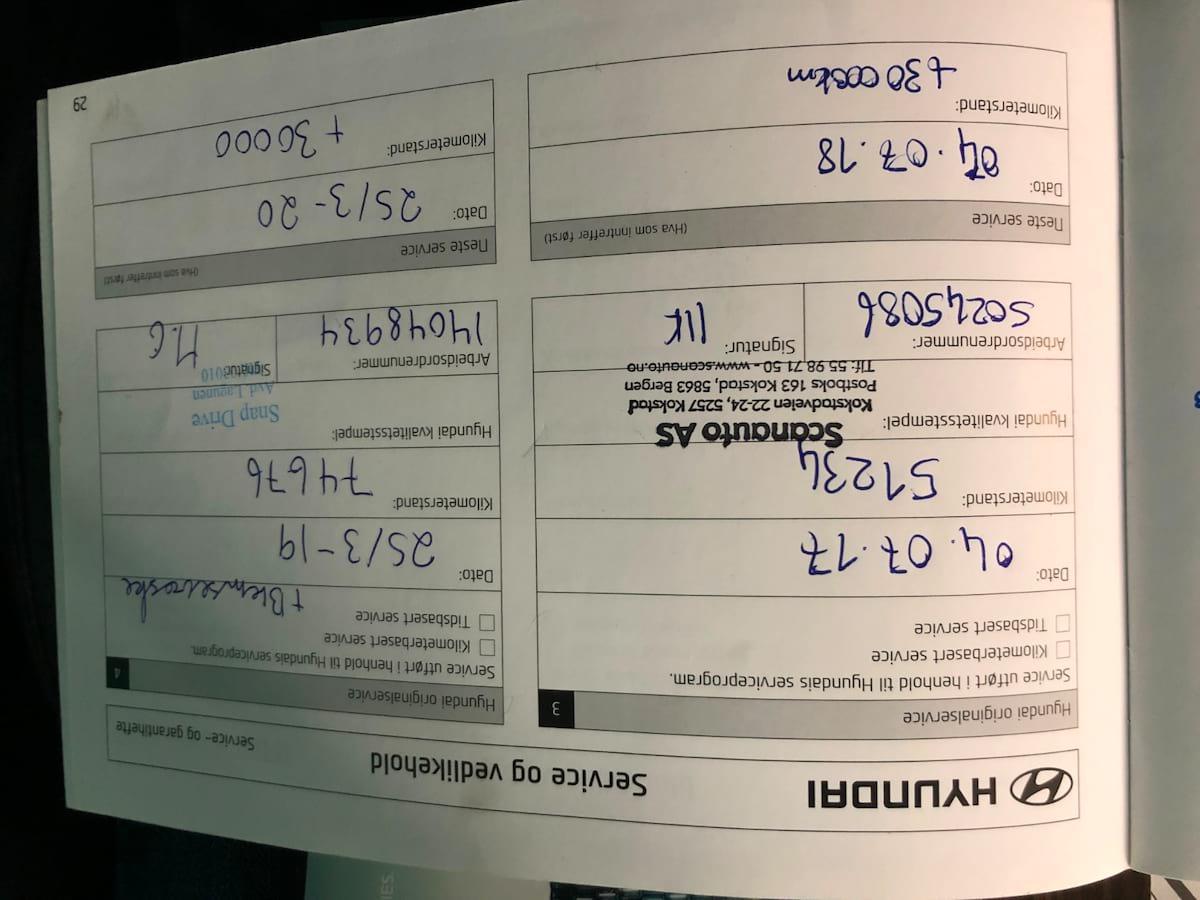 HYUNDAI
Service og vedlikehold
Service- og garantihefte
Hyundai originalservice
3
Service utført i henhold til Hyundais serviceprogram.
Kilometerbasert service
Tidsbasert service
Dato: 04.07.17
Kilometerstand: 51234
Hyundai kvalitetsstempel:
Scanauto AS
Kokstadveien 22-24, 5257 Kokstad
Postboks 163 Kokstad, 5863 Bergen
Tlf: 55 98 71 50 - www.scanauto.no
Arbeidsordrenummer: S0245086
Signatur:
Neste service
(Hva som inntreffer først)
Dato: 04.07.18
Kilometerstand: +30 000km
Hyundai originalservice
4
Service utført i henhold til Hyundais serviceprogram.
Kilometerbasert service
Tidsbasert service
+
Dato: 25/3-19
Kilometerstand: 74676
Hyundai kvalitetsstempel:
Snap Drive
Avd. Lagunen
Arbeidsordrenummer: 14048934
Signatur: M.G
Neste service
(Hva som inntreffer først)
Dato: 25/3-20
Kilometerstand: +30000
29